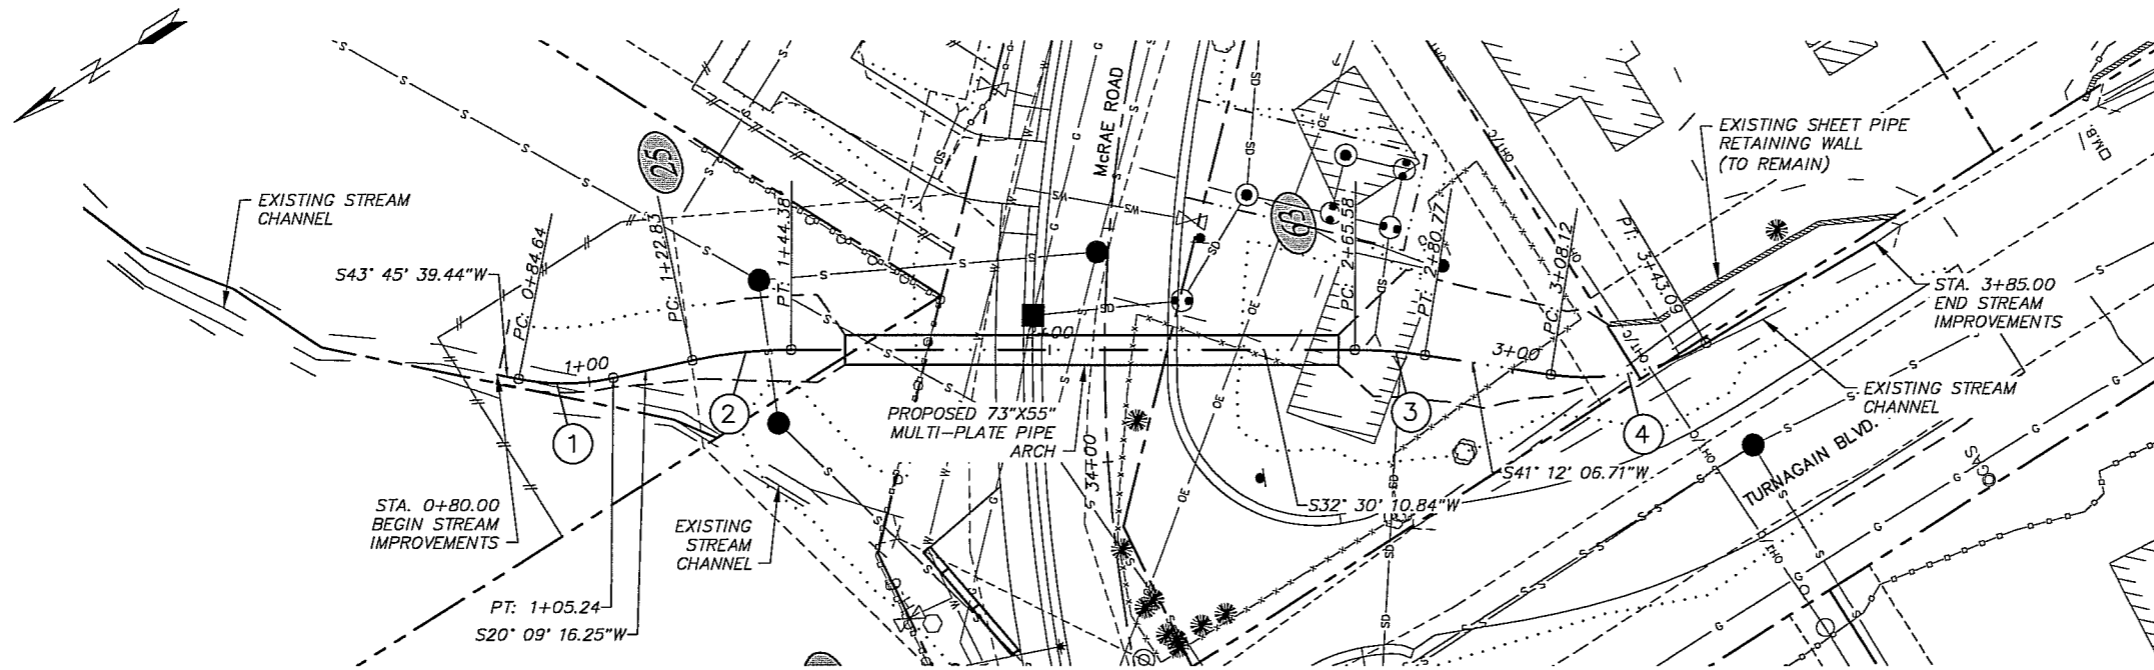 N
EXISTING STREAM
CHANNEL
S43° 45' 39.44"W
PC: 0+84.64
25
PC: 1+22.83
PT: 1+44.38
1+00
1
2
STA. 0+80.00
BEGIN STREAM
IMPROVEMENTS
PT: 1+05.24
S20° 09' 16.25"W
EXISTING
STREAM
CHANNEL
McRAE ROAD
PROPOSED 73"X55"
MULTI-PLATE PIPE
ARCH
34+00
63
PC: 2+65.58
PT: 2+80.77
3+00
PC: 3+08.12
PT: 3+43.09
3
4
S32° 30' 10.84"W
S41° 12' 06.71"W
EXISTING SHEET PIPE
RETAINING WALL
(TO REMAIN)
M.B.
STA. 3+85.00
END STREAM
IMPROVEMENTS
EXISTING STREAM
CHANNEL
TURNAGAIN BLVD.
GAS